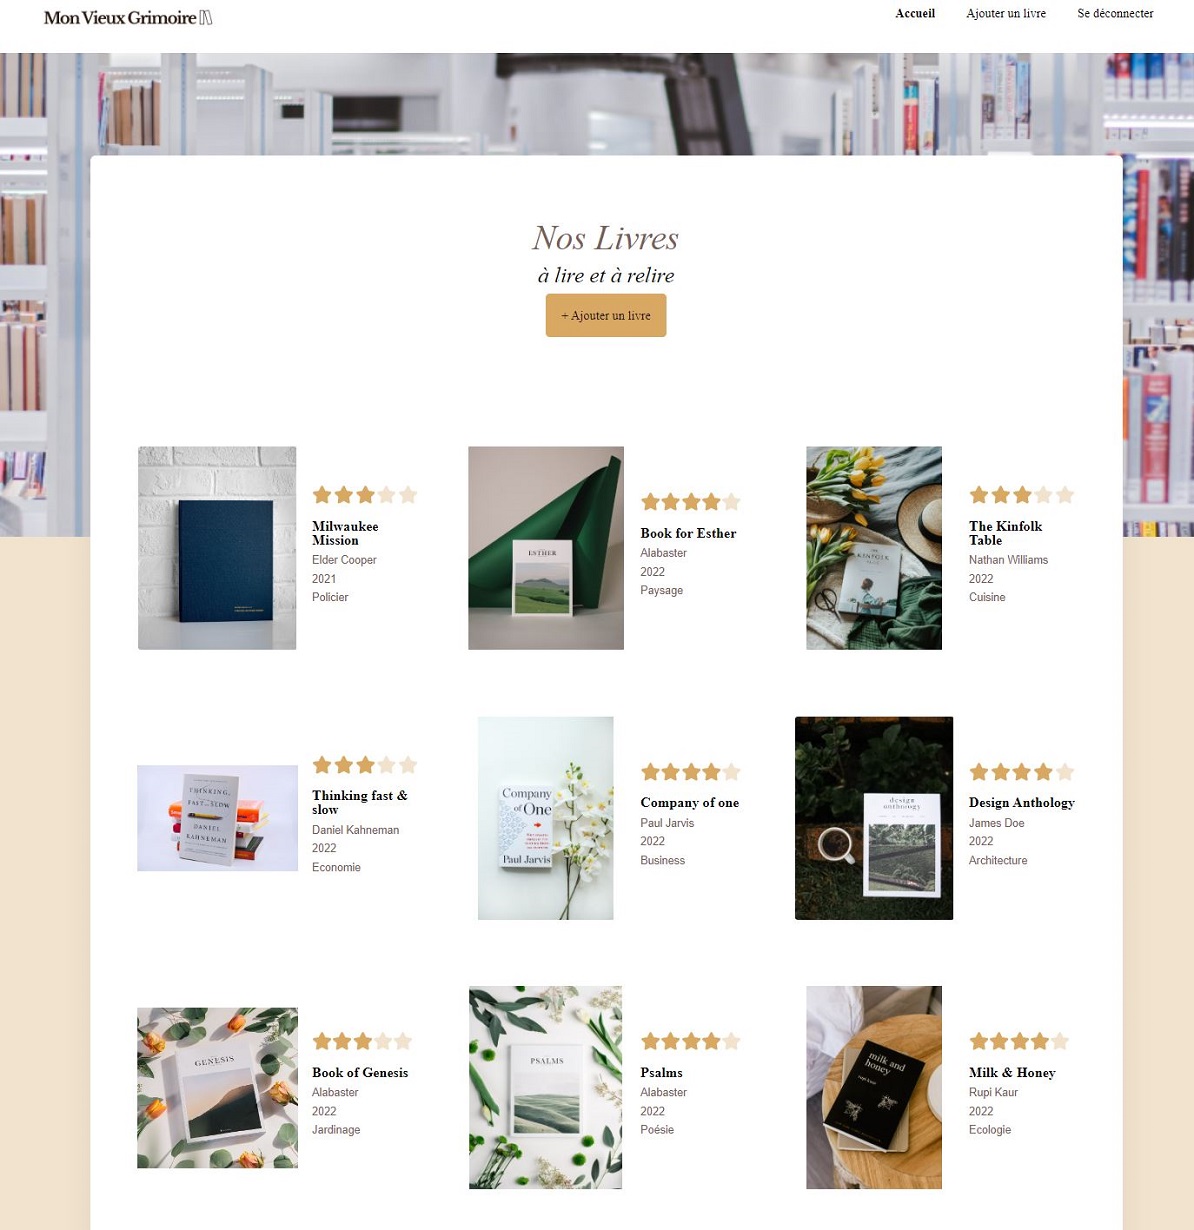 Mon Vieux Grimoire
Accueil
Ajouter un livre
Se déconnecter
Nos Livres
à lire et à relire
+ Ajouter un livre
Milwaukee
Mission
Elder Cooper
2021
Policier
ESTHER
Book for Esther
Alabaster
2022
Paysage
THE
KINFOLK
TABLE
The Kinfolk
Table
Nathan Williams
2022
Cuisine
THINKING,
FAST AND SLOW
DANIEL
KAHNEMAN
Thinking fast &
slow
Daniel Kahneman
2022
Economie
Company
of One
Paul Jarvis
Company of one
Paul Jarvis
2022
Business
design
anthology
Design Anthology
James Doe
2022
Architecture
GENESIS
Book of Genesis
Alabaster
2022
Jardinage
PSALMS
Psalms
Alabaster
2022
Poésie
milk and
honey
rupi kaur
Milk & Honey
Rupi Kaur
2022
Ecologie